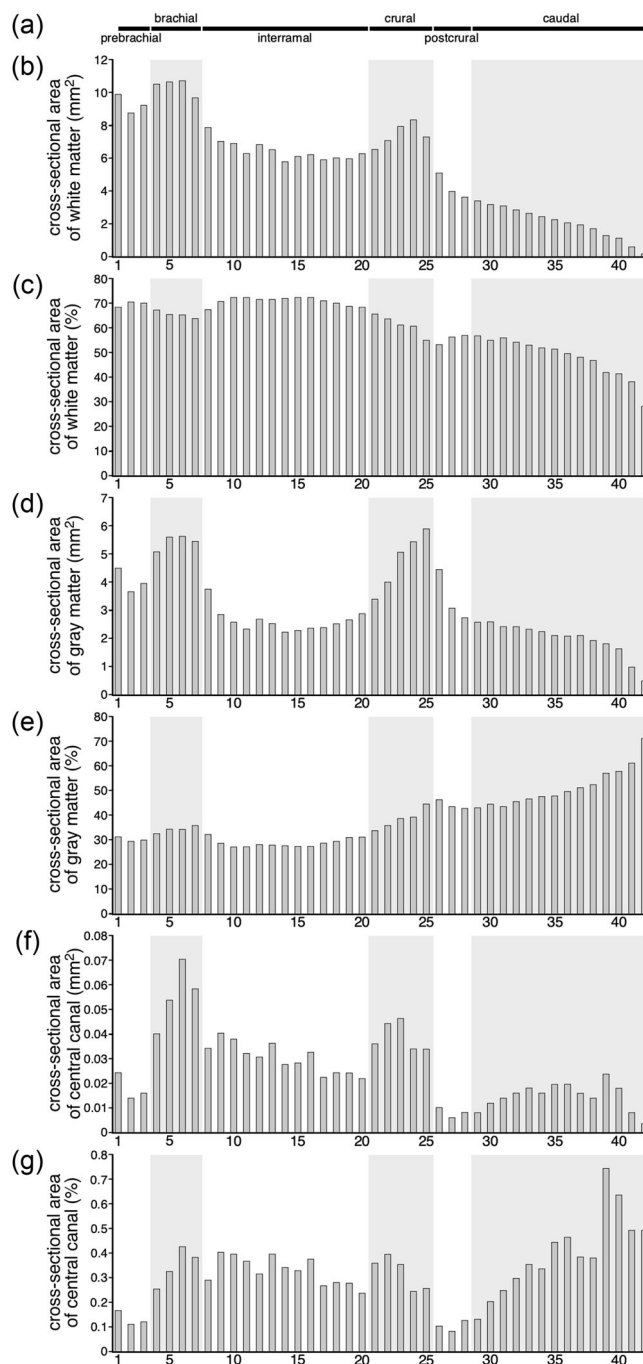 (a)
brachial crural caudal
prebrachial interramal postcrural
(b)
cross-sectional area
of white matter (mm²)
12
10
8
6
4
2
0
1 5 10 15 20 25 30 35 40
(c)
cross-sectional area
of white matter (%)
80
70
60
50
40
30
20
10
0
1 5 10 15 20 25 30 35 40
(d)
cross-sectional area
of gray matter (mm²)
7
6
5
4
3
2
1
0
1 5 10 15 20 25 30 35 40
(e)
cross-sectional area
of gray matter (%)
80
70
60
50
40
30
20
10
0
1 5 10 15 20 25 30 35 40
(f)
cross-sectional area
of central canal (mm²)
0.08
0.07
0.06
0.05
0.04
0.03
0.02
0.01
0
1 5 10 15 20 25 30 35 40
(g)
cross-sectional area
of central canal (%)
0.8
0.7
0.6
0.5
0.4
0.3
0.2
0.1
0
1 5 10 15 20 25 30 35 40